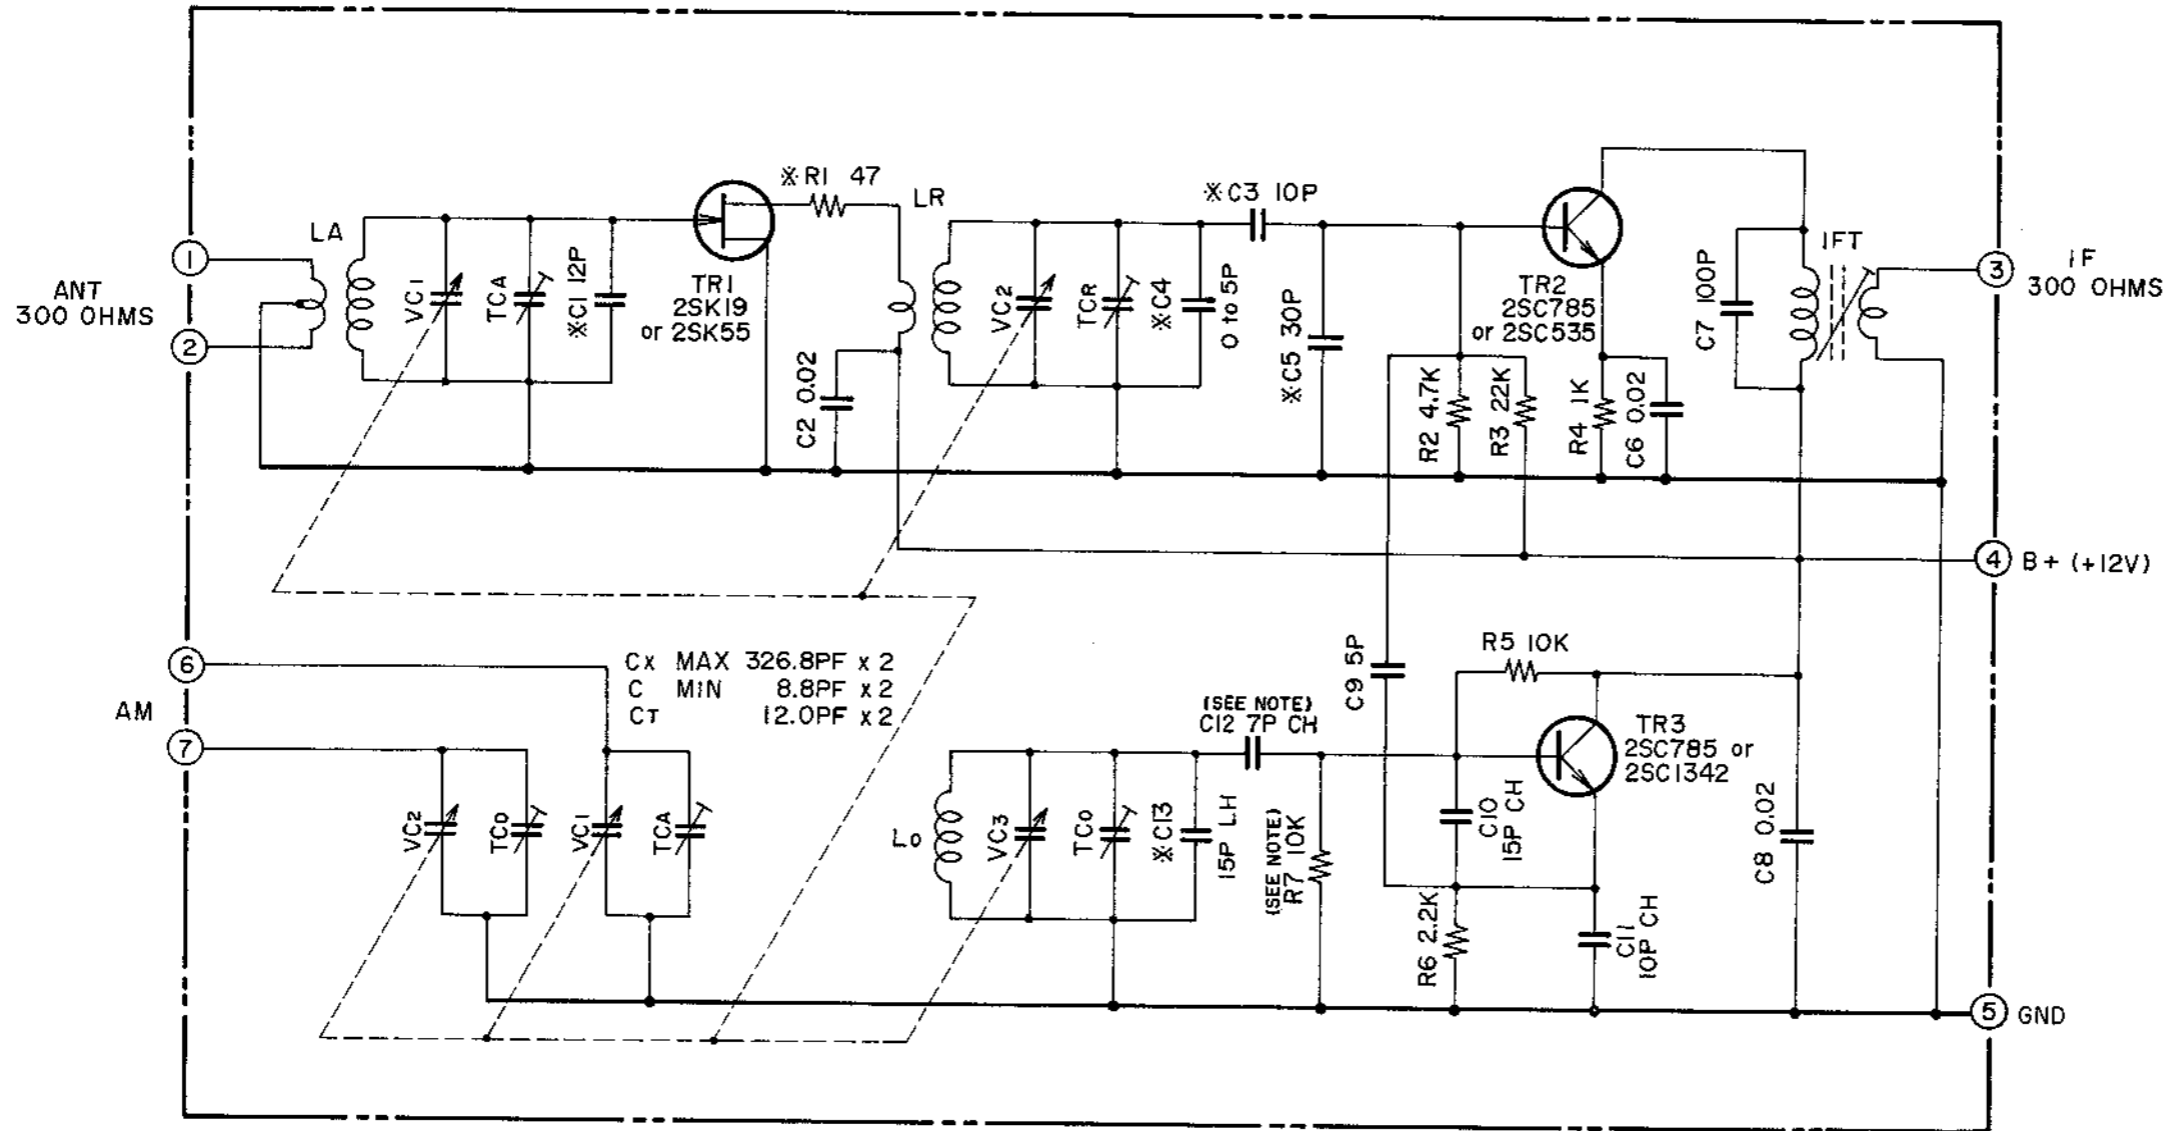 ※R1 47
LR
※C3 10P
LA
1
ANT
300 OHMS
2
VC1
TCA
※C1 12P
TR1
2SK19
or 2SK55
C2 0.02
VC2
TCR
※C4
0 to 5P
※C5 30P
TR2
2SC785
or 2SC535
R2 4.7K
R3 22K
R4 1K
C6 0.02
C7 100P
IFT
3
IF
300 OHMS
4
B+ (+12V)
6
AM
7
CX MAX 326.8PF x 2
C MIN 8.8PF x 2
CT 12.0PF x 2
VC2
TCO
VC1
TCA
LO
VC3
TCO
※C13
15P LH
(SEE NOTE)
C12 7P CH
(SEE NOTE)
R7 10K
C9 5P
R5 10K
C10
15P CH
R6 2.2K
C11
10P CH
TR3
2SC785 or
2SC1342
C8 0.02
5
GND